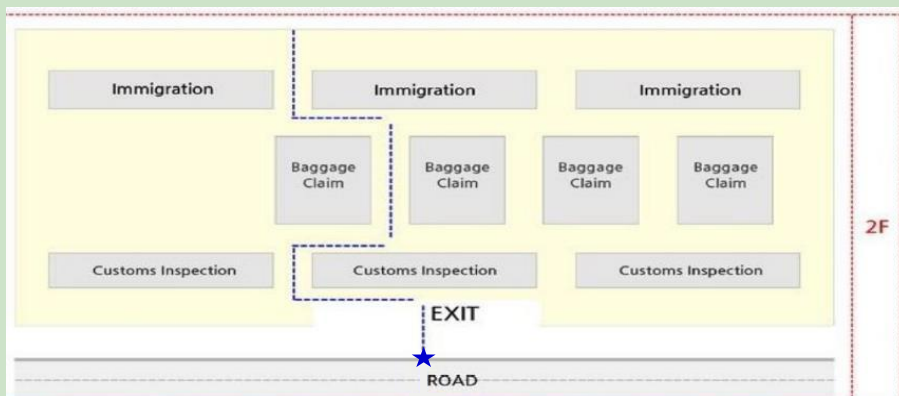 Immigration
Immigration
Immigration
Baggage
Claim
Baggage
Claim
Baggage
Claim
Baggage
Claim
2F
Customs Inspection
Customs Inspection
Customs Inspection
EXIT
ROAD